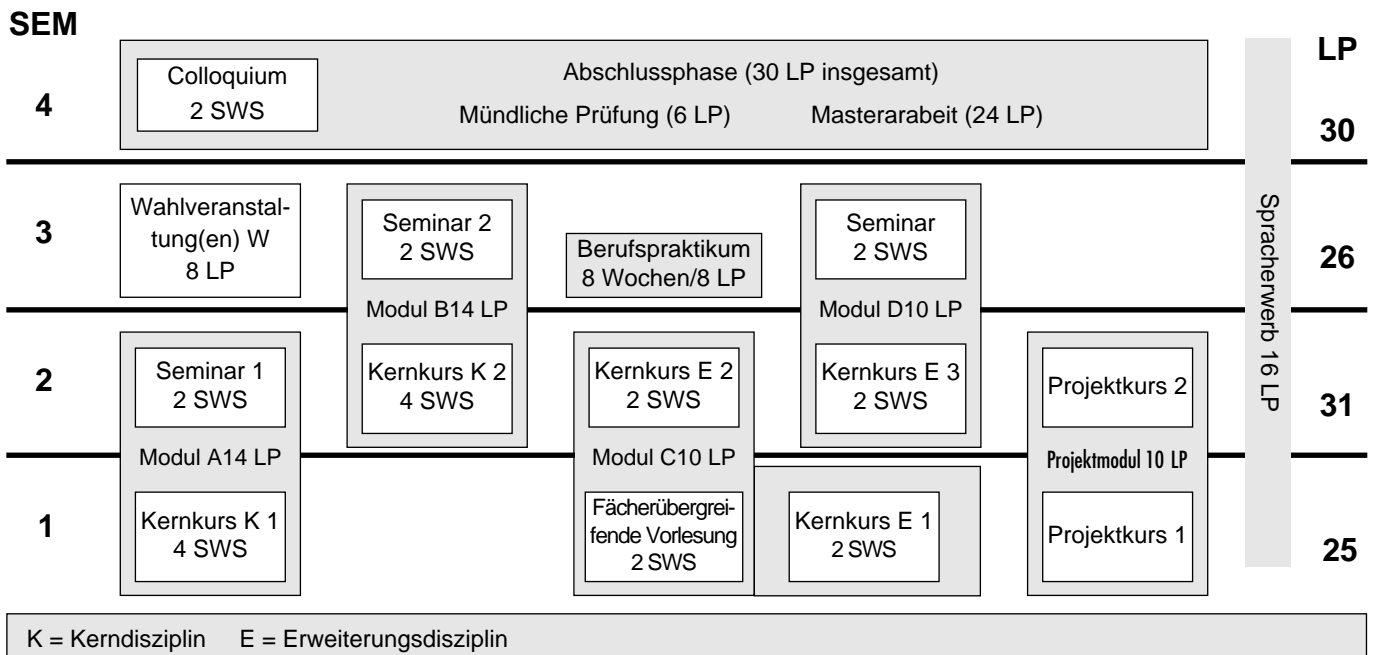 SEM
LP
4
Colloquium
2 SWS
Abschlussphase (30 LP insgesamt)
Mündliche Prüfung (6 LP)
Masterarabeit (24 LP)
30
3
Wahlveranstal-
tung(en) W
8 LP
Seminar 2
2 SWS
Berufspraktikum
8 Wochen/8 LP
Seminar
2 SWS
26
Modul B14 LP
Modul D10 LP
Spracherwerb 16 LP
2
Seminar 1
2 SWS
Kernkurs K 2
4 SWS
Kernkurs E 2
2 SWS
Kernkurs E 3
2 SWS
Projektkurs 2
31
Modul A14 LP
Modul C10 LP
Projektmodul 10 LP
1
Kernkurs K 1
4 SWS
Fächerübergrei-
fende Vorlesung
2 SWS
Kernkurs E 1
2 SWS
Projektkurs 1
25
K = Kerndisziplin E = Erweiterungsdisziplin